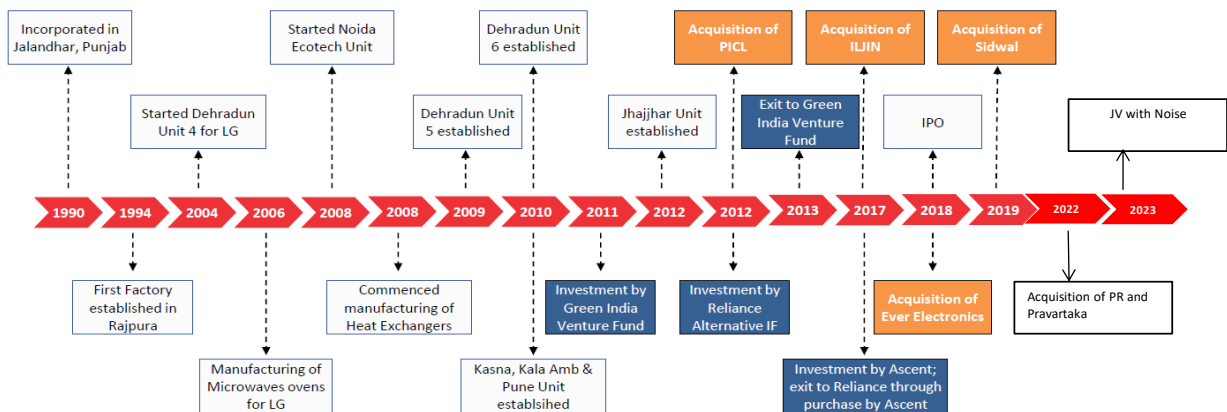 Incorporated in
Jalandhar, Punjab
Started Noida
Ecotech Unit
Dehradun Unit
6 established
Acquisition of
PICL
Acquisition of
ILJIN
Acquisition of
Sidwal
Started Dehradun
Unit 4 for LG
Dehradun Unit
5 established
Jhajjhar Unit
established
Exit to Green
India Venture
Fund
IPO
JV with Noise
1990
1994
2004
2006
2008
2008
2009
2010
2011
2012
2012
2013
2017
2018
2019
2022
2023
First Factory
established in
Rajpura
Commenced
manufacturing of
Heat Exchangers
Investment by
Green India
Venture Fund
Investment by
Reliance
Alternative IF
Acquisition of
Ever Electronics
Acquisition of PR and
Pravartaka
Manufacturing of
Microwaves ovens
for LG
Kasna, Kala Amb &
Pune Unit
estabIsihed
Investment by Ascent;
exit to Reliance through
purchase by Ascent